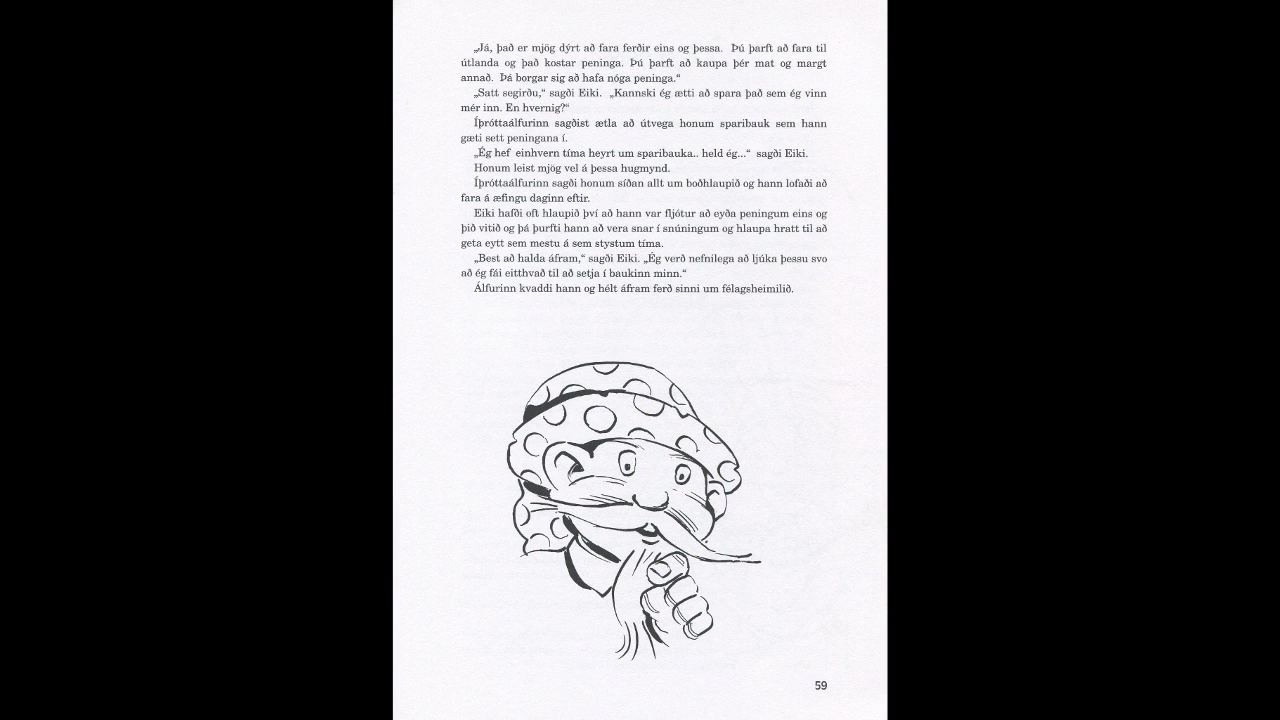 „Já, það er mjög dýrt að fara ferðir eins og þessa. Þú þarft að fara til
útlanda og það kostar peninga. Þú þarft að kaupa þér mat og margt
annað. Þá borgar sig að hafa nóga peninga.“
„Satt segirðu,“ sagði Eiki. „Kannski ég ætti að spara það sem ég vinn
mér inn. En hvernig?“
Íþróttaálfurinn sagðist ætla að útvega honum sparibauk sem hann
gæti sett peningana í.
„Ég hef einhvern tíma heyrt um sparibauka.. held ég...“ sagði Eiki.
Honum leist mjög vel á þessa hugmynd.
Íþróttaálfurinn sagði honum síðan allt um boðhlaupið og hann lofaði að
fara á æfingu daginn eftir.
Eiki hafði oft hlaupið því að hann var fljótur að eyða peningum eins og
þið vitið og þá þurfti hann að vera snar í snúningum og hlaupa hratt til að
geta eytt sem mestu á sem stystum tíma.
„Best að halda áfram,“ sagði Eiki. „Ég verð nefnilega að ljúka þessu svo
að ég fái eitthvað til að setja í baukinn minn.“
Álfurinn kvaddi hann og hélt áfram ferð sinni um félagsheimilið.
59